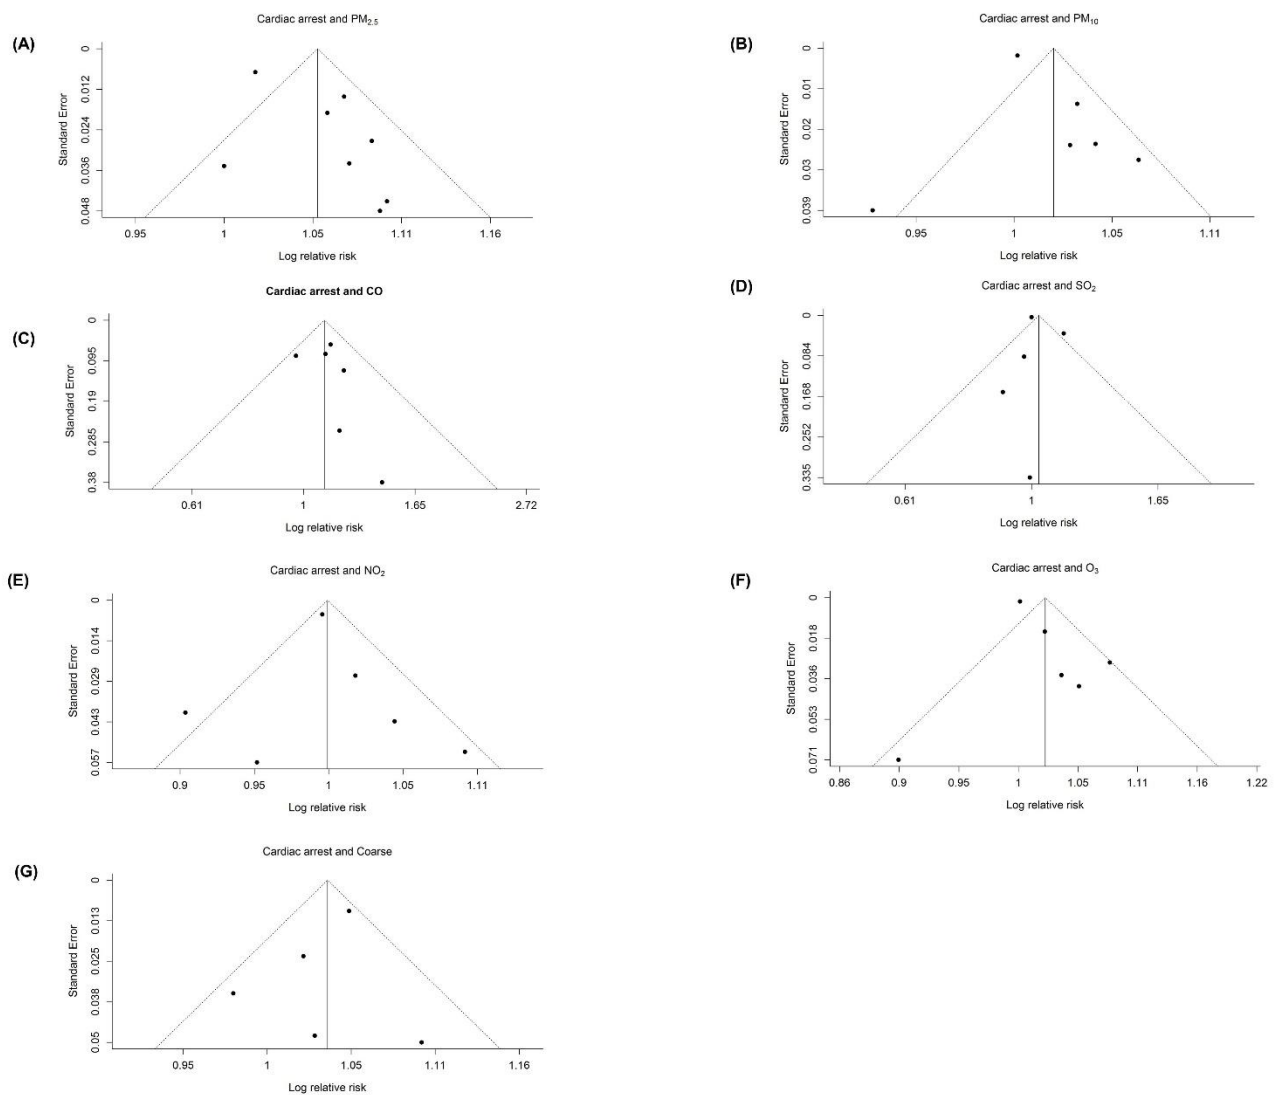 Cardiac arrest and PM2.5
(A)
0
0.012
0.024
0.036
0.048
Standard Error
0.95 1 1.05 1.11 1.16
Log relative risk
Cardiac arrest and PM10
(B)
0
0.01
0.02
0.03
0.039
Standard Error
0.95 1 1.05 1.11
Log relative risk
Cardiac arrest and CO
(C)
0
0.095
0.19
0.285
0.38
Standard Error
0.61 1 1.65 2.72
Log relative risk
Cardiac arrest and SO2
(D)
0
0.084
0.168
0.252
0.335
Standard Error
0.61 1 1.65
Log relative risk
Cardiac arrest and NO2
(E)
0
0.014
0.029
0.043
0.057
Standard Error
0.9 0.95 1 1.05 1.11
Log relative risk
Cardiac arrest and O3
(F)
0
0.018
0.036
0.053
0.071
Standard Error
0.86 0.9 0.95 1 1.05 1.11 1.16 1.22
Log relative risk
Cardiac arrest and Coarse
(G)
0
0.013
0.025
0.038
0.05
Standard Error
0.95 1 1.05 1.11 1.16
Log relative risk